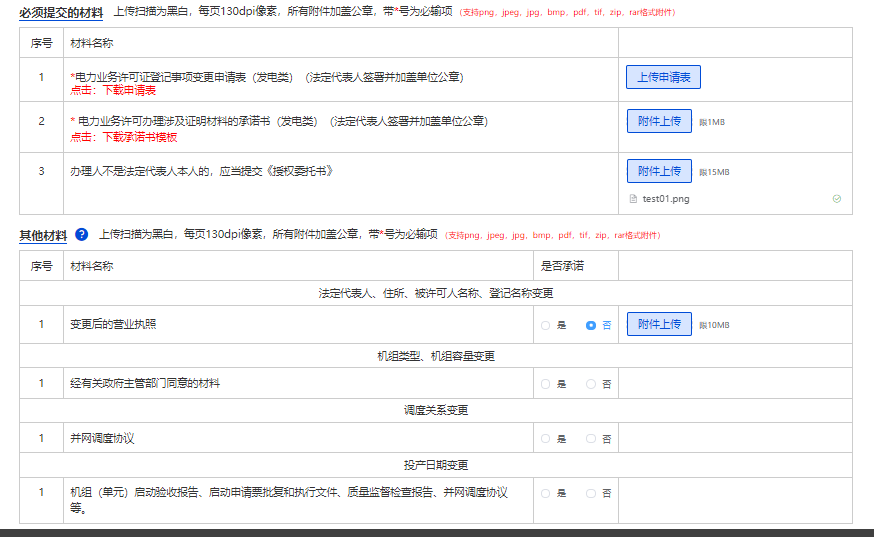 必须提交的材料 上传扫描为黑白，每页130dpi像素，所有附件加盖公章，带*号为必输项 (支持png，jpeg，jpg，bmp，pdf，tif，zip，rar格式附件)
序号 材料名称
1 *电力业务许可证登记事项变更申请表（发电类）（法定代表人签署并加盖单位公章） 上传申请表
点击：下载申请表
2 * 电力业务许可办理涉及证明材料的承诺书（发电类）（法定代表人签署并加盖单位公章） 附件上传 限1MB
点击：下载承诺书模板
3 办理人不是法定代表人本人的，应当提交《授权委托书》 附件上传 限15MB
test01.png
其他材料 ? 上传扫描为黑白，每页130dpi像素，所有附件加盖公章，带*号为必输项 (支持png，jpeg，jpg，bmp，pdf，tif，zip，rar格式附件)
序号 材料名称 是否承诺
法定代表人、住所、被许可人名称、登记名称变更
1 变更后的营业执照 是 否 附件上传 限10MB
机组类型、机组容量变更
1 经有关政府主管部门同意的材料 是 否
调度关系变更
1 并网调度协议 是 否
投产日期变更
1 机组（单元）启动验收报告、启动申请票批复和执行文件、质量监督检查报告、并网调度协议 是 否
等。